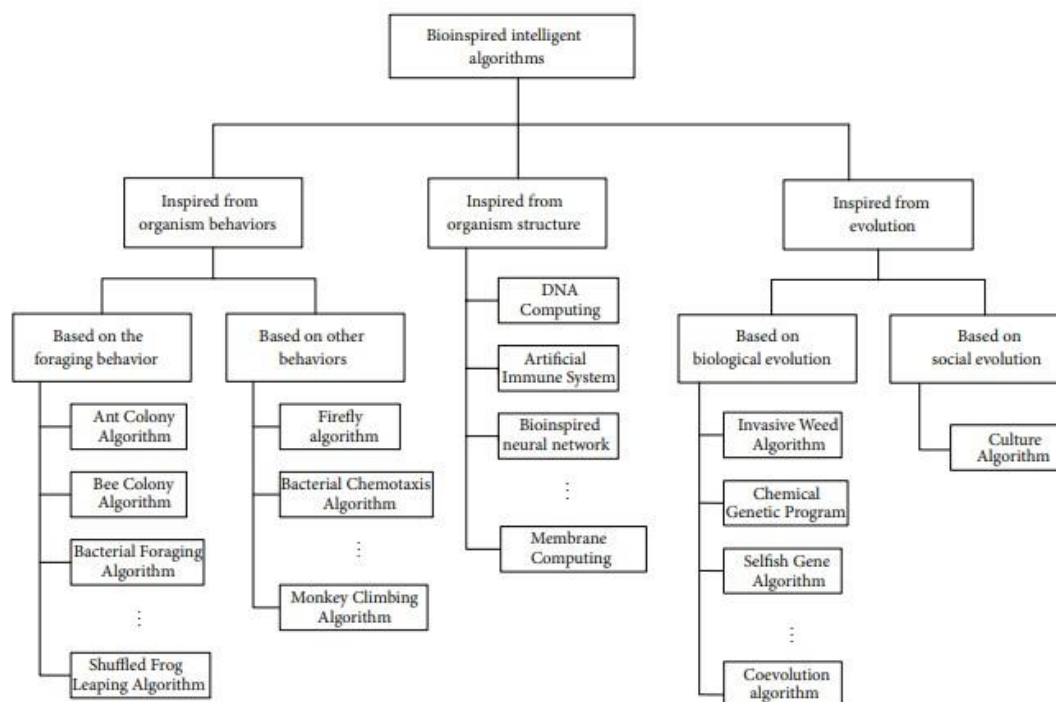 Bioinspired intelligent
algorithms
Inspired from
organism behaviors
Inspired from
organism structure
Inspired from
evolution
Based on the
foraging behavior
Based on other
behaviors
DNA
Computing
Artificial
Immune System
Bioinspired
neural network
⋮
Membrane
Computing
Based on
biological evolution
Based on
social evolution
Ant Colony
Algorithm
Bee Colony
Algorithm
Bacterial Foraging
Algorithm
⋮
Shuffled Frog
Leaping Algorithm
Firefly
algorithm
Bacterial Chemotaxis
Algorithm
⋮
Monkey Climbing
Algorithm
Invasive Weed
Algorithm
Chemical
Genetic Program
Selfish Gene
Algorithm
⋮
Coevolution
algorithm
Culture
Algorithm